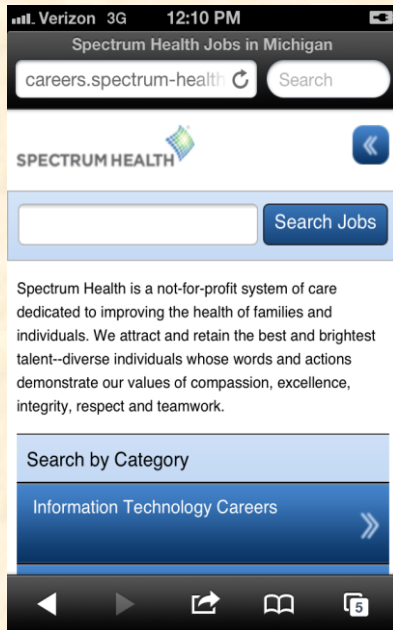 Verizon 3G 12:10 PM
Spectrum Health Jobs in Michigan
careers.spectrum-health Search
SPECTRUM HEALTH
Search Jobs
Spectrum Health is a not-for-profit system of care
dedicated to improving the health of families and
individuals. We attract and retain the best and brightest
talent--diverse individuals whose words and actions
demonstrate our values of compassion, excellence,
integrity, respect and teamwork.
Search by Category
Information Technology Careers
5